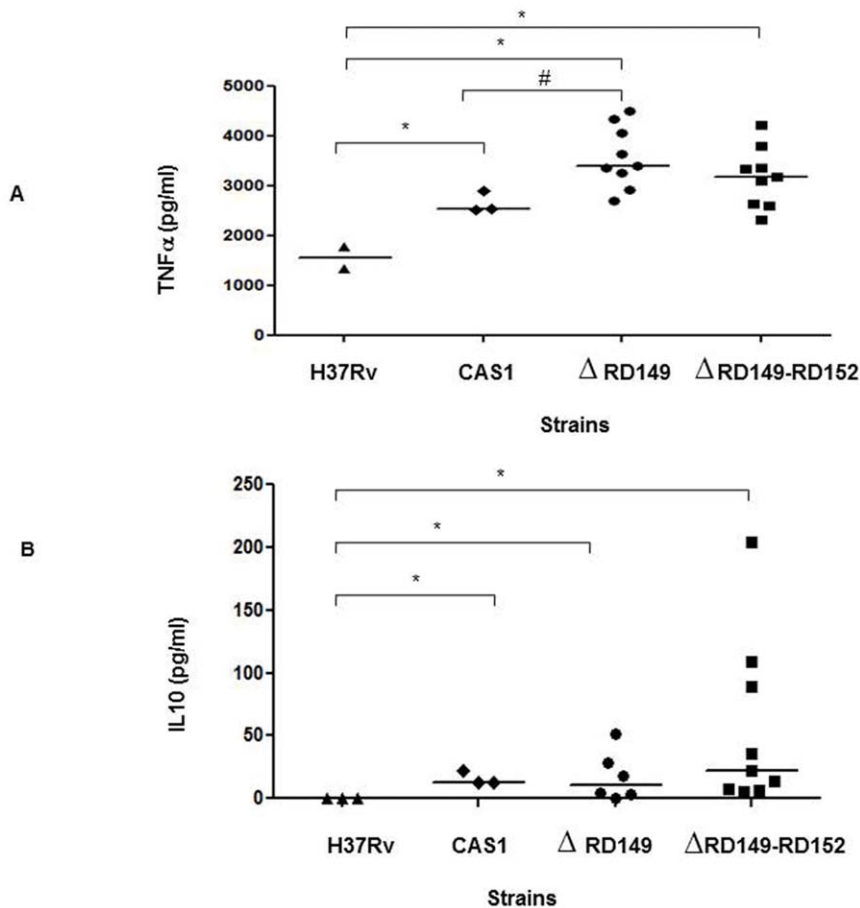 *
*
#
*
5000
4000
3000
2000
1000
0
A
TNFα (pg/ml)
H37Rv CAS1 Δ RD149 Δ RD149-RD152
Strains
*
*
*
250
200
150
100
50
0
B
IL10 (pg/ml)
H37Rv CAS1 Δ RD149 ΔRD149-RD152
Strains